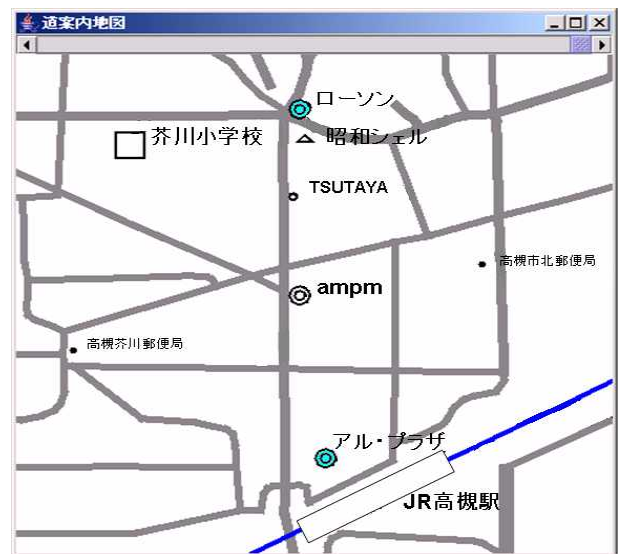 道案内地図
ローソン
芥川小学校
昭和シェル
TSUTAYA
高槻市北郵便局
ampm
高槻芥川郵便局
アル・プラザ
JR高槻駅